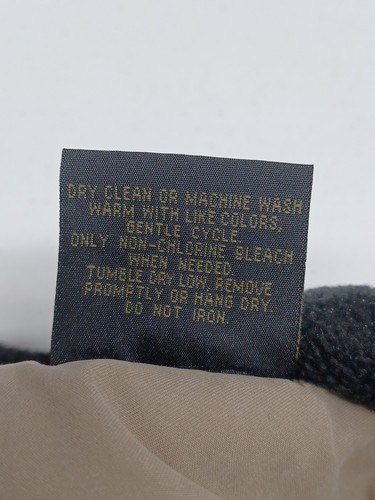 DRY CLEAN OR MACHINE WASH
WARM WITH LIKE COLORS,
GENTLE CYCLE.
ONLY NON-CHLORINE BLEACH
WHEN NEEDED.
TUMBLE DRY LOW, REMOVE
PROMPTLY OR HANG DRY.
DO NOT IRON.